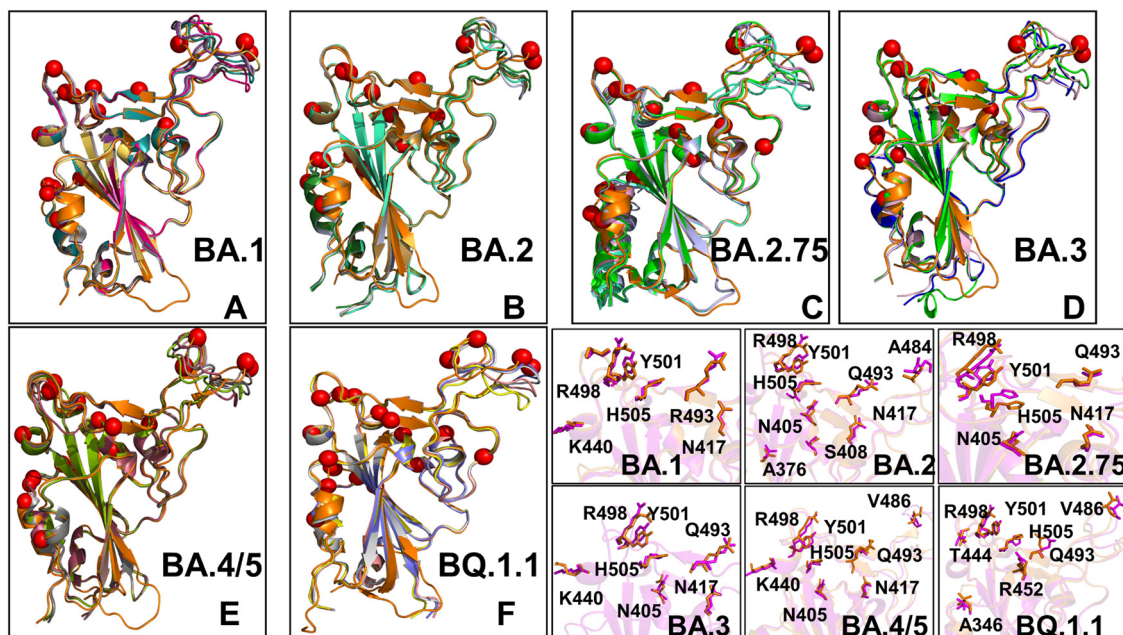 BA.1
A
BA.2
B
BA.2.75
C
BA.3
D
BA.4/5
E
BQ.1.1
F
R498
Y501
H505
R493
K440
N417
BA.1
R498
Y501
A484
H505
Q493
N405
N417
S408
A376
BA.2
R498
Q493
Y501
H505
N417
N405
BA.2.75
R498
Y501
Q493
H505
K440
N417
N405
BA.3
R498
Y501
V486
H505
Q493
K440
N417
N405
BA.4/5
R498
Y501
V486
H505
T444
Q493
R452
A346
BQ.1.1